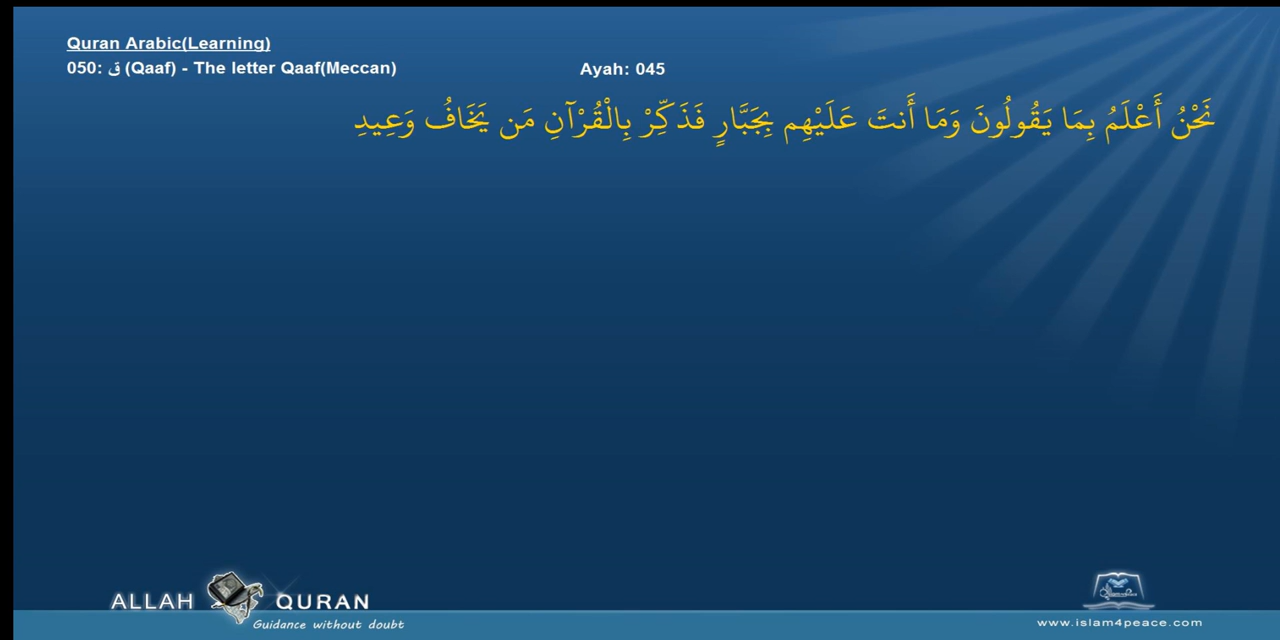 Quran Arabic(Learning)
050: ق (Qaaf) - The letter Qaaf(Meccan) Ayah: 045
نَحْنُ أَعْلَمُ بِمَا يَقُولُونَ وَمَا أَنتَ عَلَيْهِم بِجَبَّارٍ فَذَكِّرْ بِالْقُرْآنِ مَن يَخَافُ وَعِيدِ
ALLAH QURAN
Guidance without doubt
www.islam4peace.com